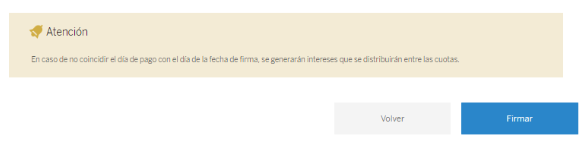 Atención
En caso de no coincidir el día de pago con el día de la fecha de firma, se generarán intereses que se distribuirán entre las cuotas.
Volver
Firmar